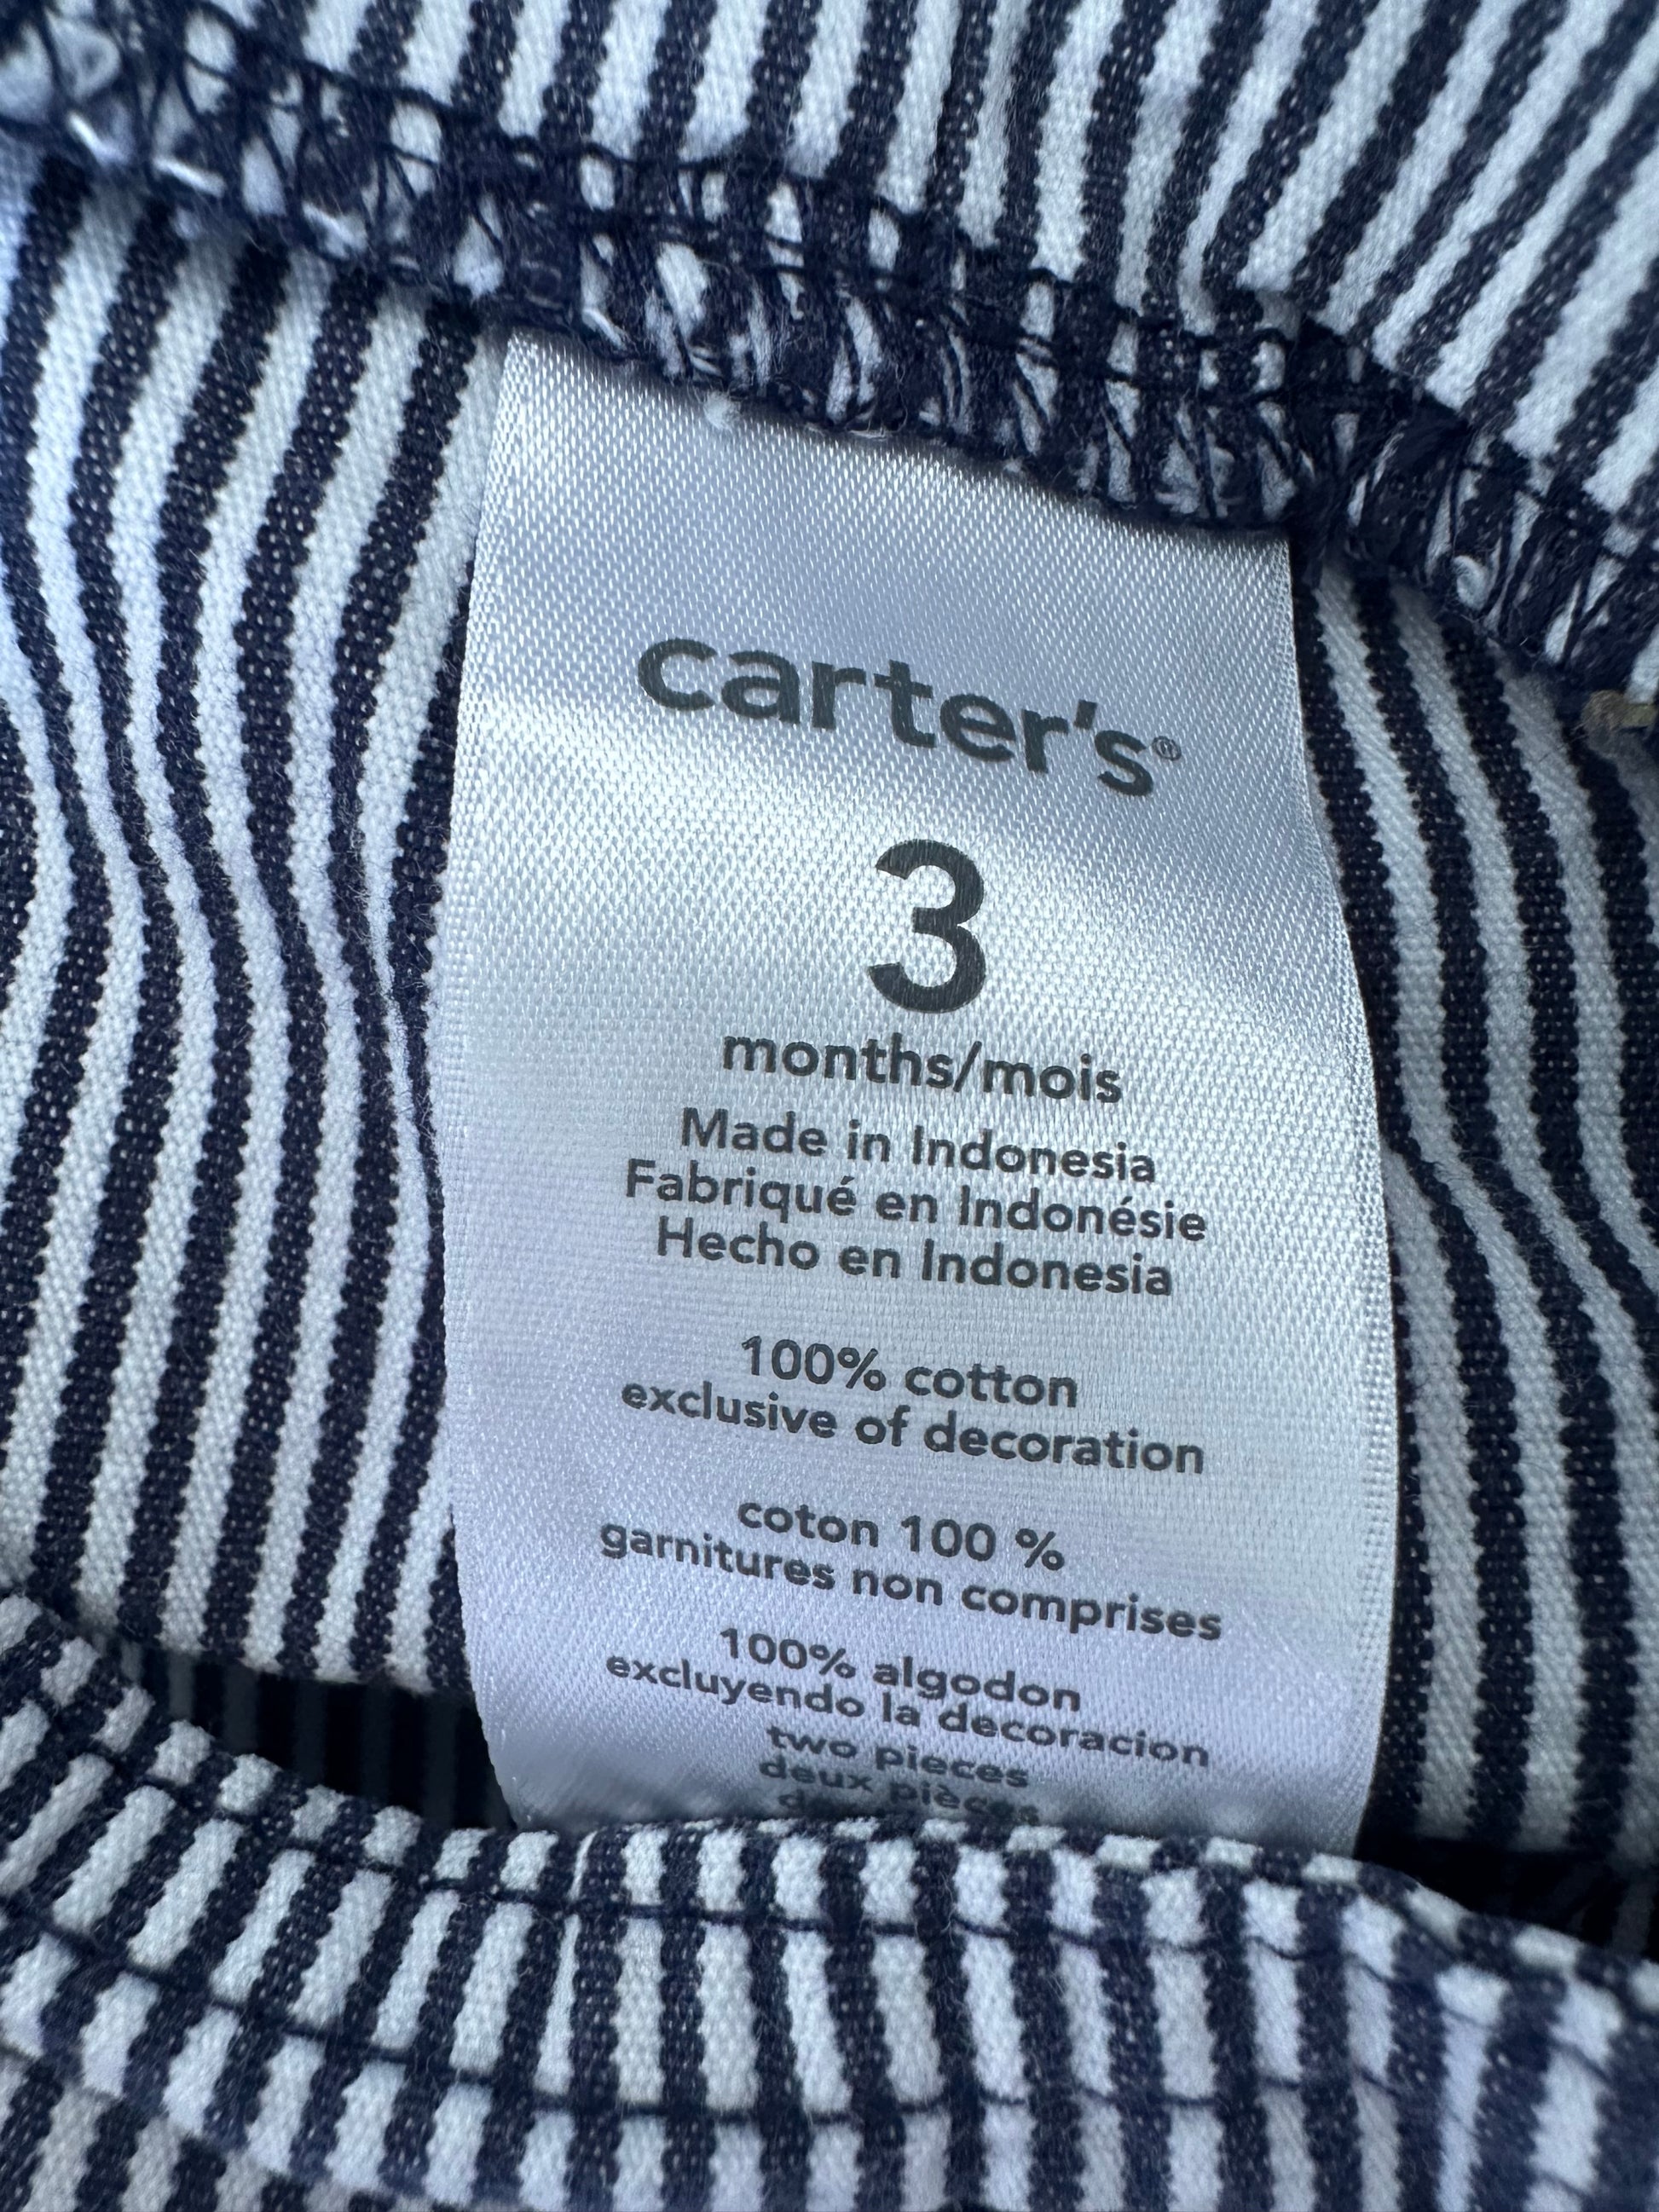 carter's®
3
months/mois
Made in Indonesia
Fabriqué en Indonésie
Hecho en Indonesia
100% cotton
exclusive of decoration
coton 100 %
garnitures non comprises
100% algodon
excluyendo la decoracion
two pieces
deux pièces